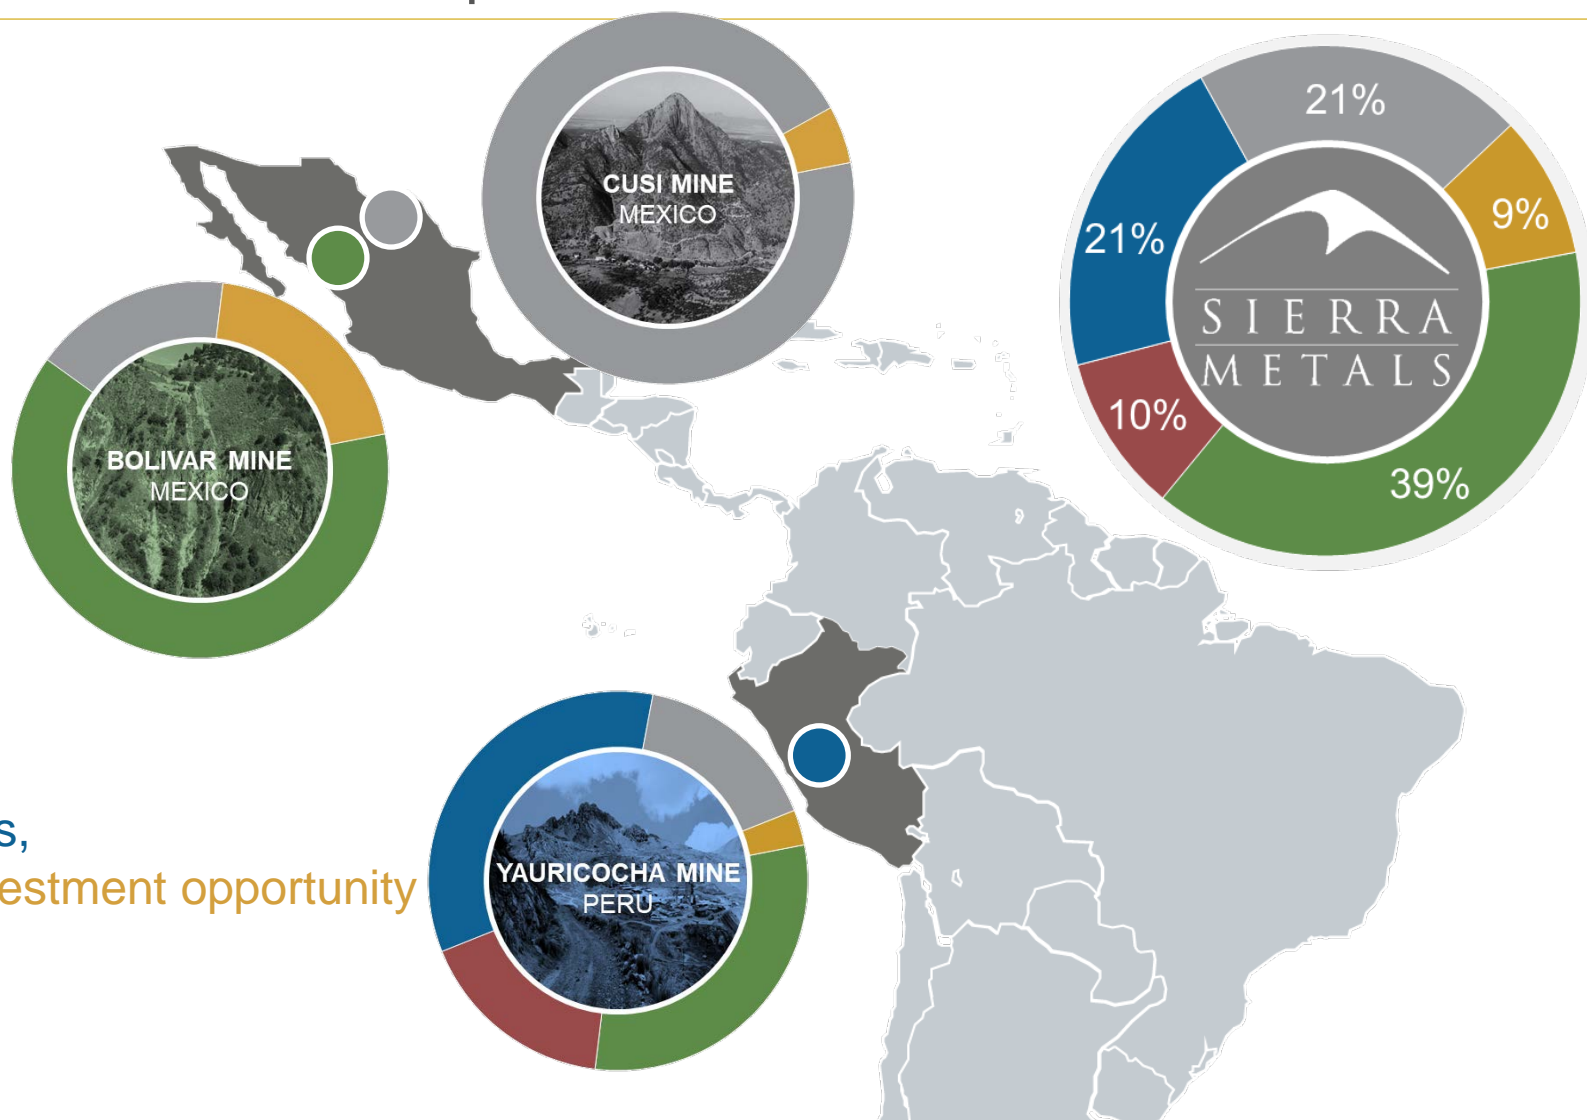 CUSI MINE
MEXICO
21%
9%
21%
SIERRA
METALS
10%
39%
BOLIVAR MINE
MEXICO
YAURICOCHA MINE
PERU
s,
estment opportunity